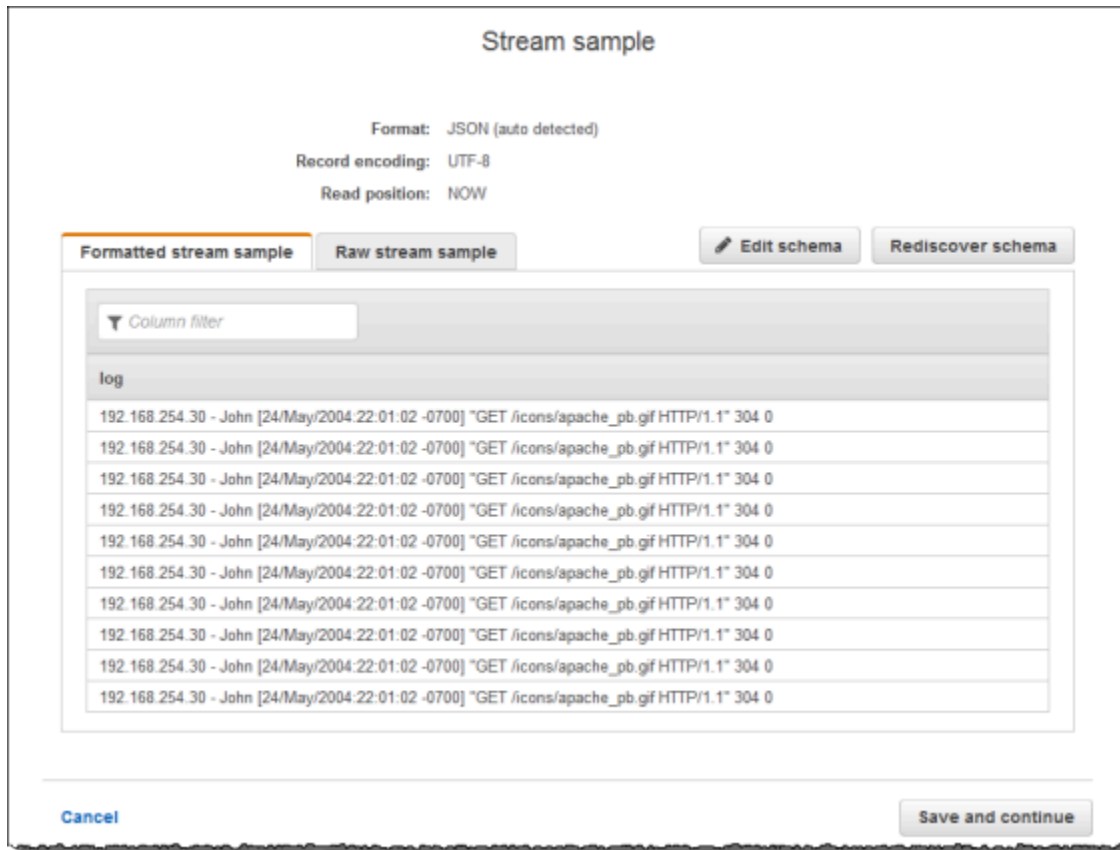 Stream sample
Format: JSON (auto detected)
Record encoding: UTF-8
Read position: NOW
Formatted stream sample Raw stream sample Edit schema Rediscover schema
Column filter
log
192.168.254.30 - John [24/May/2004:22:01:02 -0700] "GET /icons/apache_pb.gif HTTP/1.1" 304 0
192.168.254.30 - John [24/May/2004:22:01:02 -0700] "GET /icons/apache_pb.gif HTTP/1.1" 304 0
192.168.254.30 - John [24/May/2004:22:01:02 -0700] "GET /icons/apache_pb.gif HTTP/1.1" 304 0
192.168.254.30 - John [24/May/2004:22:01:02 -0700] "GET /icons/apache_pb.gif HTTP/1.1" 304 0
192.168.254.30 - John [24/May/2004:22:01:02 -0700] "GET /icons/apache_pb.gif HTTP/1.1" 304 0
192.168.254.30 - John [24/May/2004:22:01:02 -0700] "GET /icons/apache_pb.gif HTTP/1.1" 304 0
192.168.254.30 - John [24/May/2004:22:01:02 -0700] "GET /icons/apache_pb.gif HTTP/1.1" 304 0
192.168.254.30 - John [24/May/2004:22:01:02 -0700] "GET /icons/apache_pb.gif HTTP/1.1" 304 0
192.168.254.30 - John [24/May/2004:22:01:02 -0700] "GET /icons/apache_pb.gif HTTP/1.1" 304 0
192.168.254.30 - John [24/May/2004:22:01:02 -0700] "GET /icons/apache_pb.gif HTTP/1.1" 304 0
Cancel Save and continue